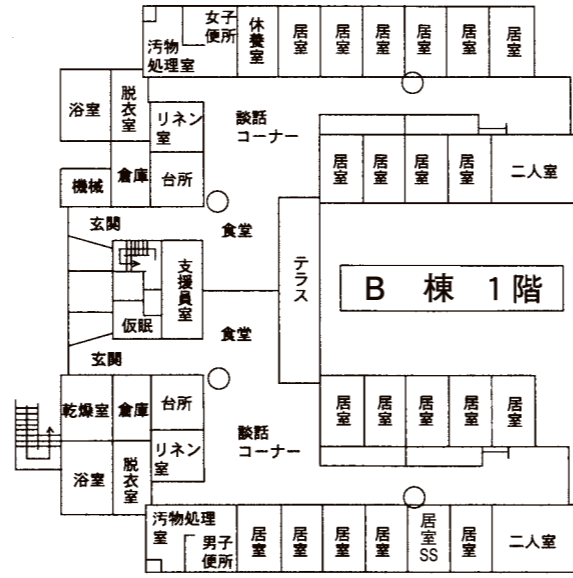 女子
便所
汚物
処理室
休養室
居室
居室
居室
居室
居室
居室
浴室
脱衣室
リネン
室
談話
コーナー
機械
倉庫
台所
居室
居室
居室
居室
二人室
玄関
食堂
支援員室
仮眠
テラス
B 棟 1階
食堂
玄関
乾燥室
倉庫
台所
居室
居室
居室
居室
居室
談話
コーナー
浴室
脱衣室
リネン
室
汚物処理
室
男子
便所
居室
居室
居室
居室
居室
SS
居室
二人室